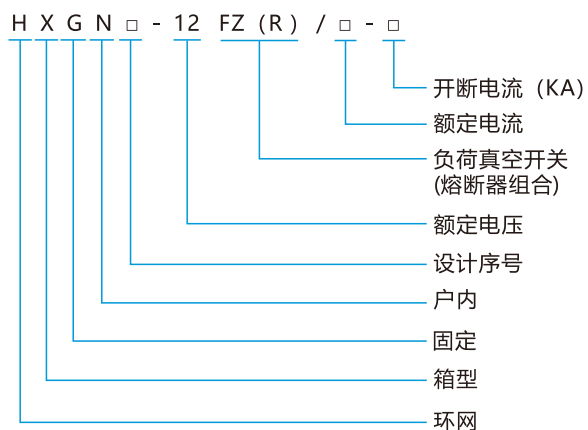 HXGN□-12 FZ(R)/□-□
开断电流（KA）
额定电流
负荷真空开关
(熔断器组合)
额定电压
设计序号
户内
固定
箱型
环网